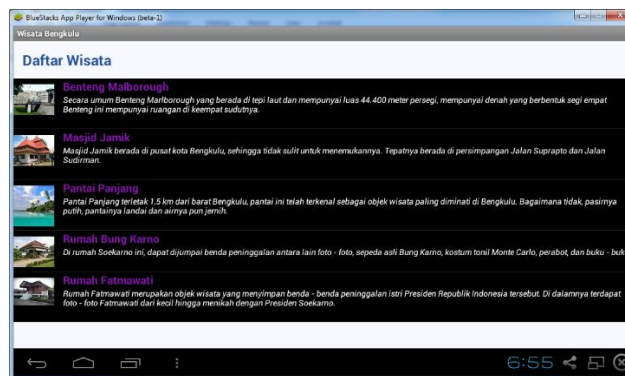 BlueStacks App Player for Windows (beta-1)
Wisata Bengkulu
Daftar Wisata
Benteng Malborough
Secara umum Benteng Marlborough yang berada di tepi laut dan mempunyai luas 44.400 meter persegi, mempunyai denah yang berbentuk segi empat
Benteng ini mempunyai ruangan di keempat sudutnya.
Masjid Jamik
Masjid Jamik berada di pusat kota Bengkulu, sehingga tidak sulit untuk menemukannya. Tepatnya berada di persimpangan Jalan Suprapto dan Jalan
Sudirman.
Pantai Panjang
Pantai Panjang terletak 1,5 km dari barat Bengkulu, pantai ini telah terkenal sebagai objek wisata paling diminati di Bengkulu. Bagaimana tidak, pasirnya
putih, pantainya landai dan airnya pun jernih.
Rumah Bung Karno
Di rumah Soekarno ini, dapat dijumpai benda peninggalan antara lain foto - foto, sepeda asli Bung Karno, kostum tonil Monte Carlo, perabot, dan buku - buk
Rumah Fatmawati
Rumah Fatmawati merupakan objek wisata yang menyimpan benda - benda peninggalan istri Presiden Republik Indonesia tersebut. Di dalamnya terdapat
foto - foto Fatmawati dari kecil hingga menikah dengan Presiden Soekarno.
6:55